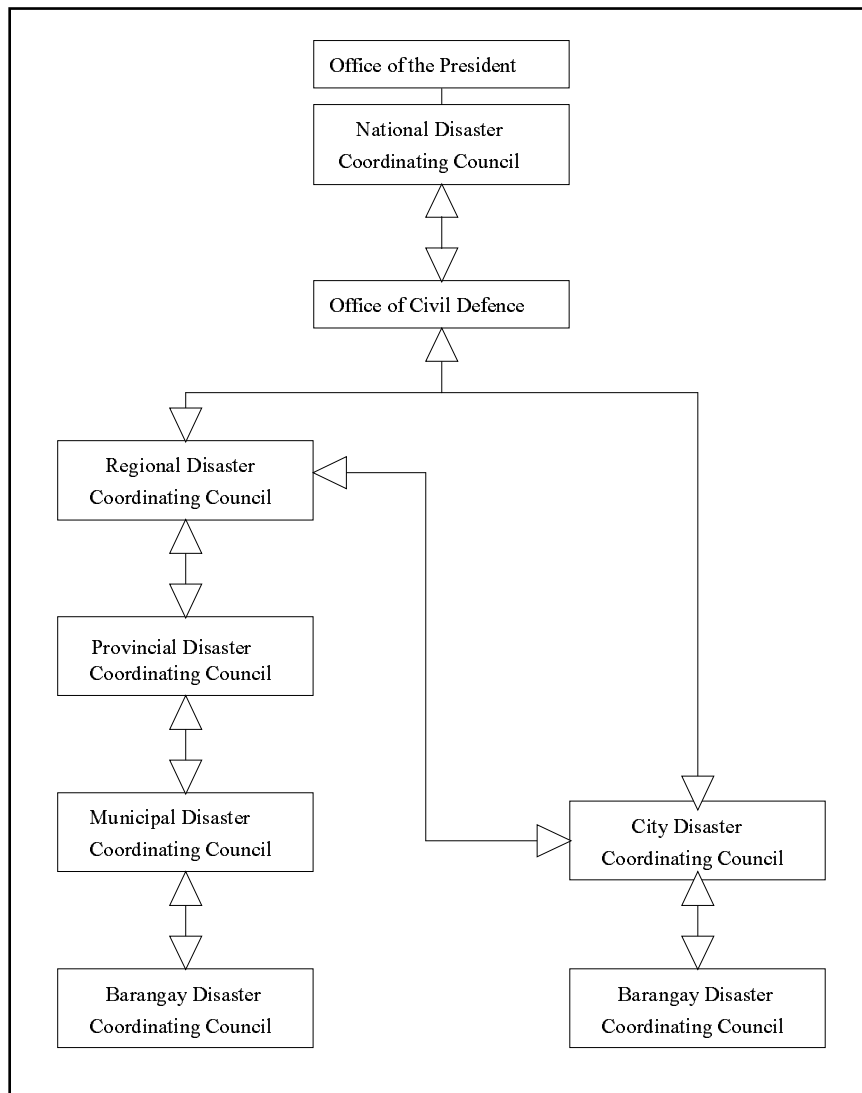 Office of the President
National Disaster
Coordinating Council
Office of Civil Defence
Regional Disaster
Coordinating Council
Provincial Disaster
Coordinating Council
Municipal Disaster
Coordinating Council
City Disaster
Coordinating Council
Barangay Disaster
Coordinating Council
Barangay Disaster
Coordinating Council